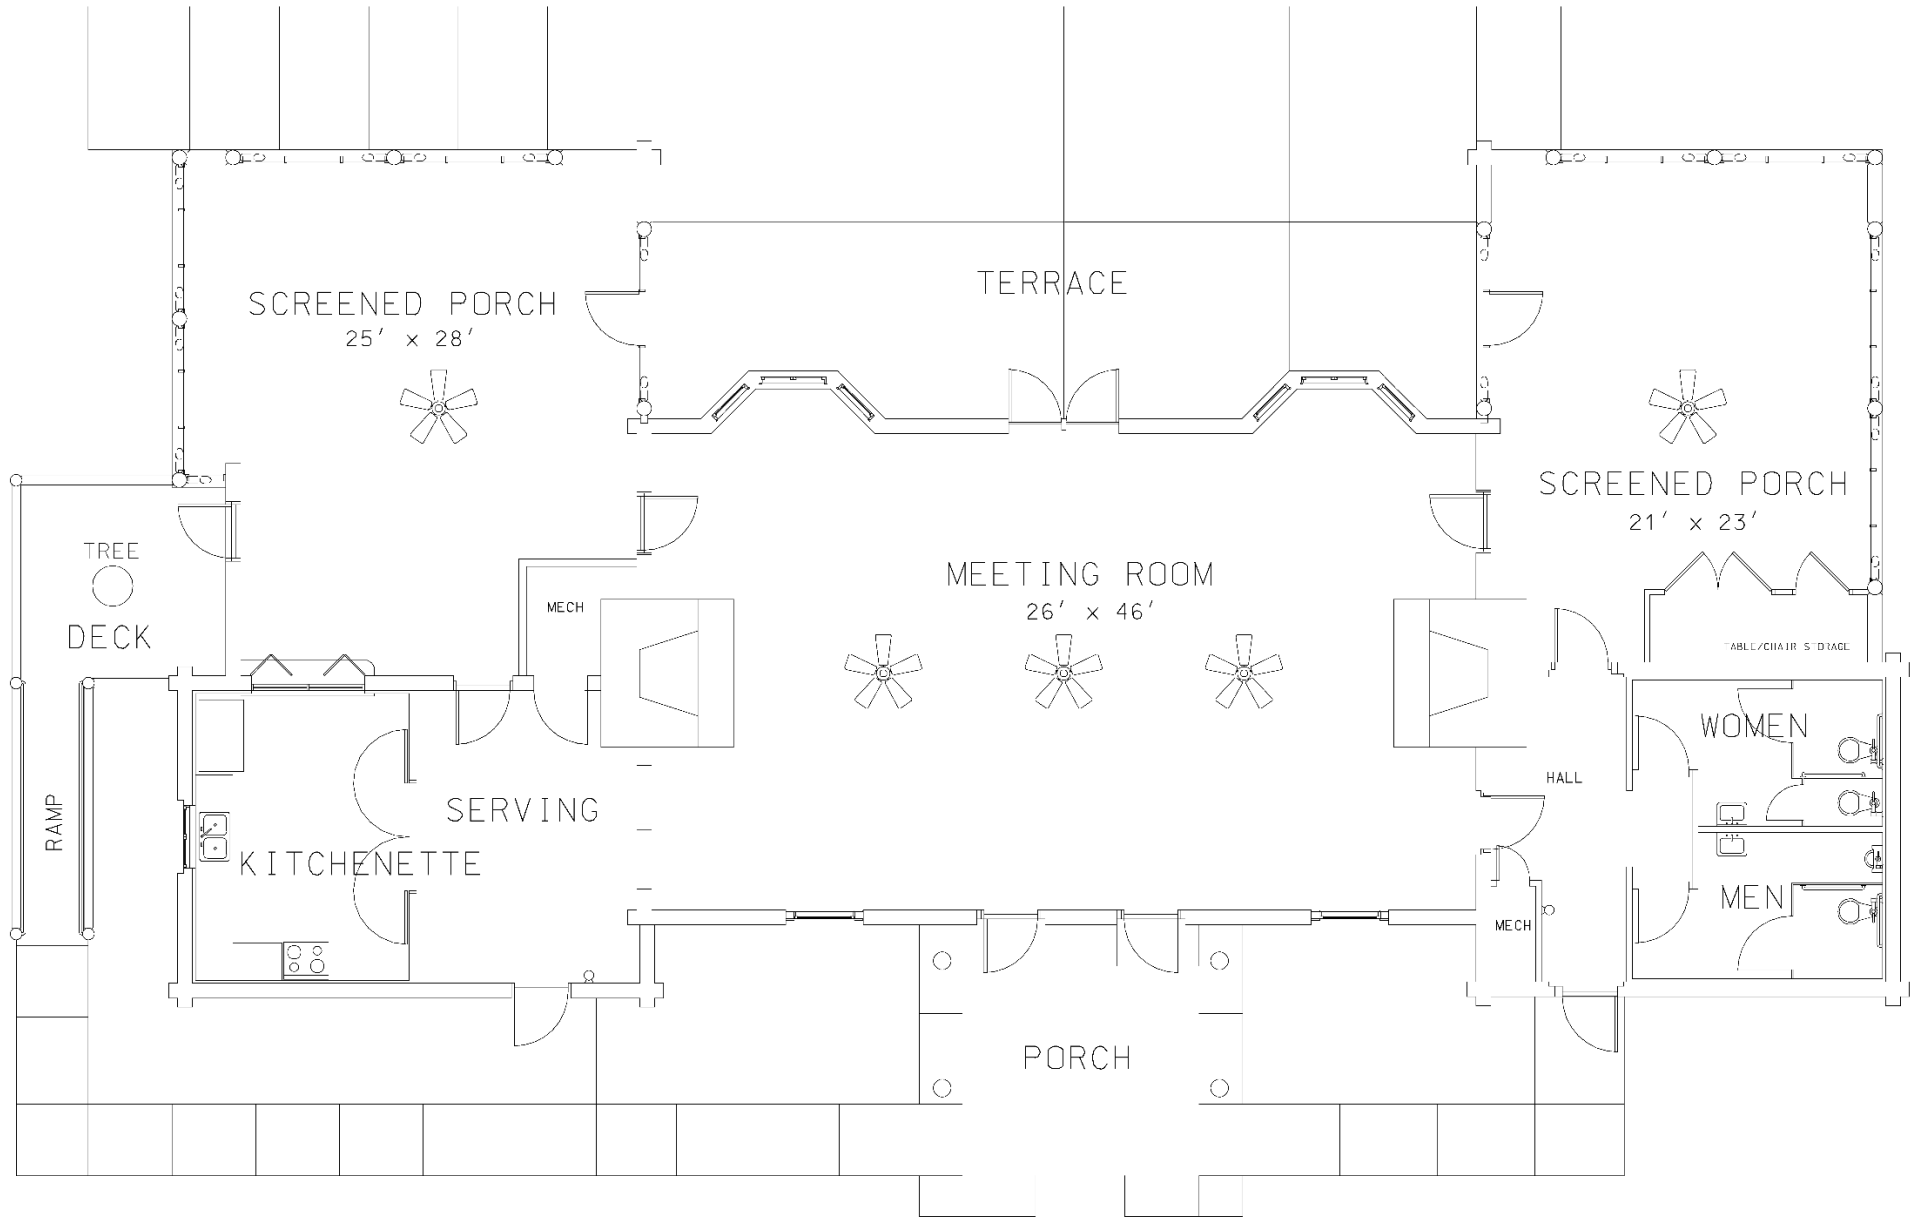 TERRACE
SCREENED PORCH
25' x 28'
SCREENED PORCH
21' x 23'
TREE
DECK
MECH
MEETING ROOM
26' x 46'
TABLE/CHAIR STORAGE
WOMEN
HALL
RAMP
SERVING
KITCHENETTE
MEN
MECH
PORCH